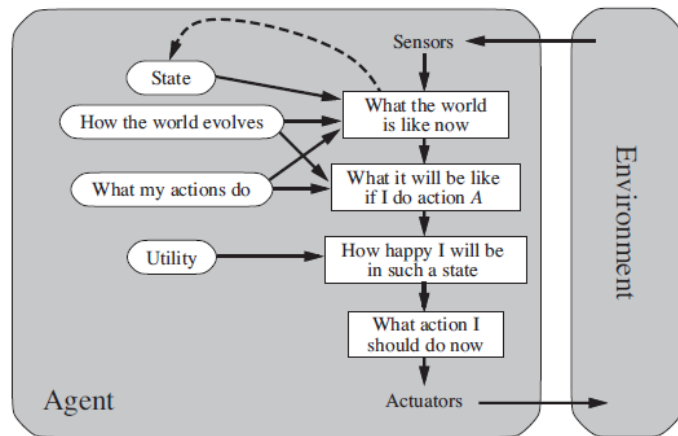 Sensors
State
What the world
is like now
How the world evolves
What my actions do
What it will be like
if I do action A
Utility
How happy I will be
in such a state
What action I
should do now
Agent
Actuators
Environment